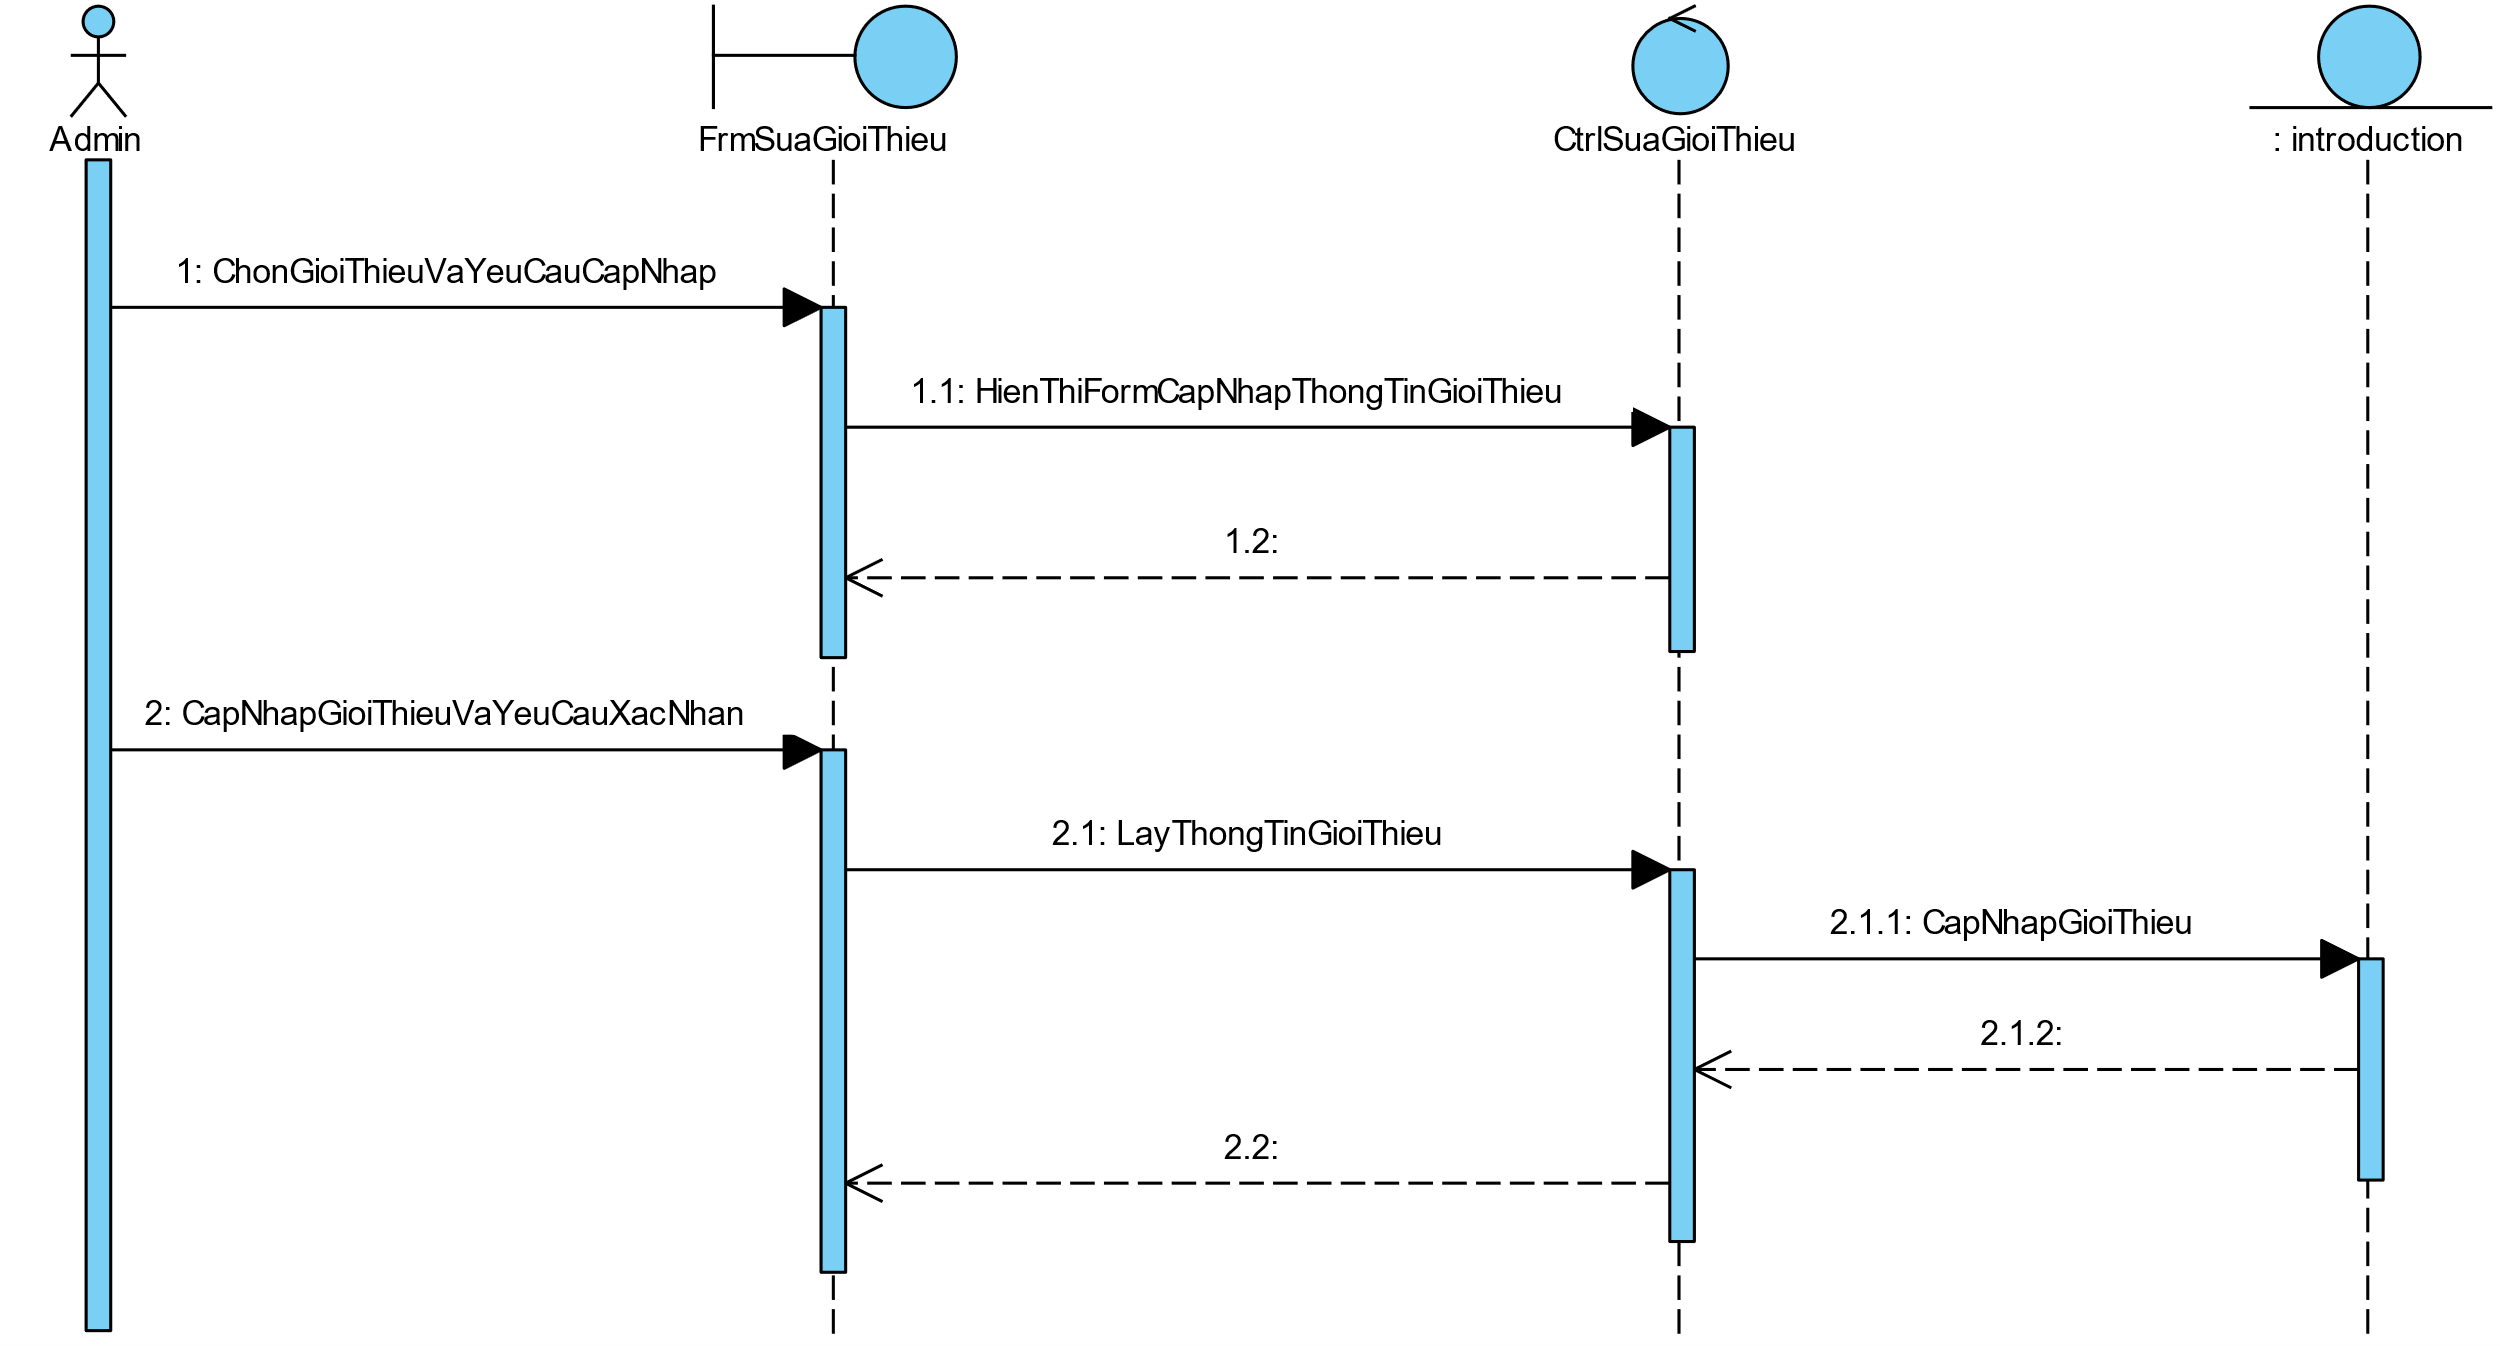 Admin
FrmSuaGioiThieu
CtrlSuaGioiThieu
: introduction
1: ChonGioiThieuVaYeuCauCapNhap
1.1: HienThiFormCapNhapThongTinGioiThieu
1.2:
2: CapNhapGioiThieuVaYeuCauXacNhan
2.1: LayThongTinGioiThieu
2.1.1: CapNhapGioiThieu
2.1.2:
2.2: